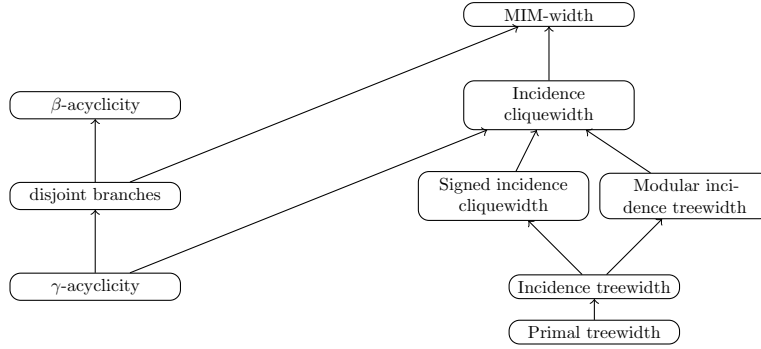 MIM-width
Incidence
cliquewidth
β-acyclicity
Signed incidence
cliquewidth
Modular inci-
dence treewidth
disjoint branches
γ-acyclicity
Incidence treewidth
Primal treewidth